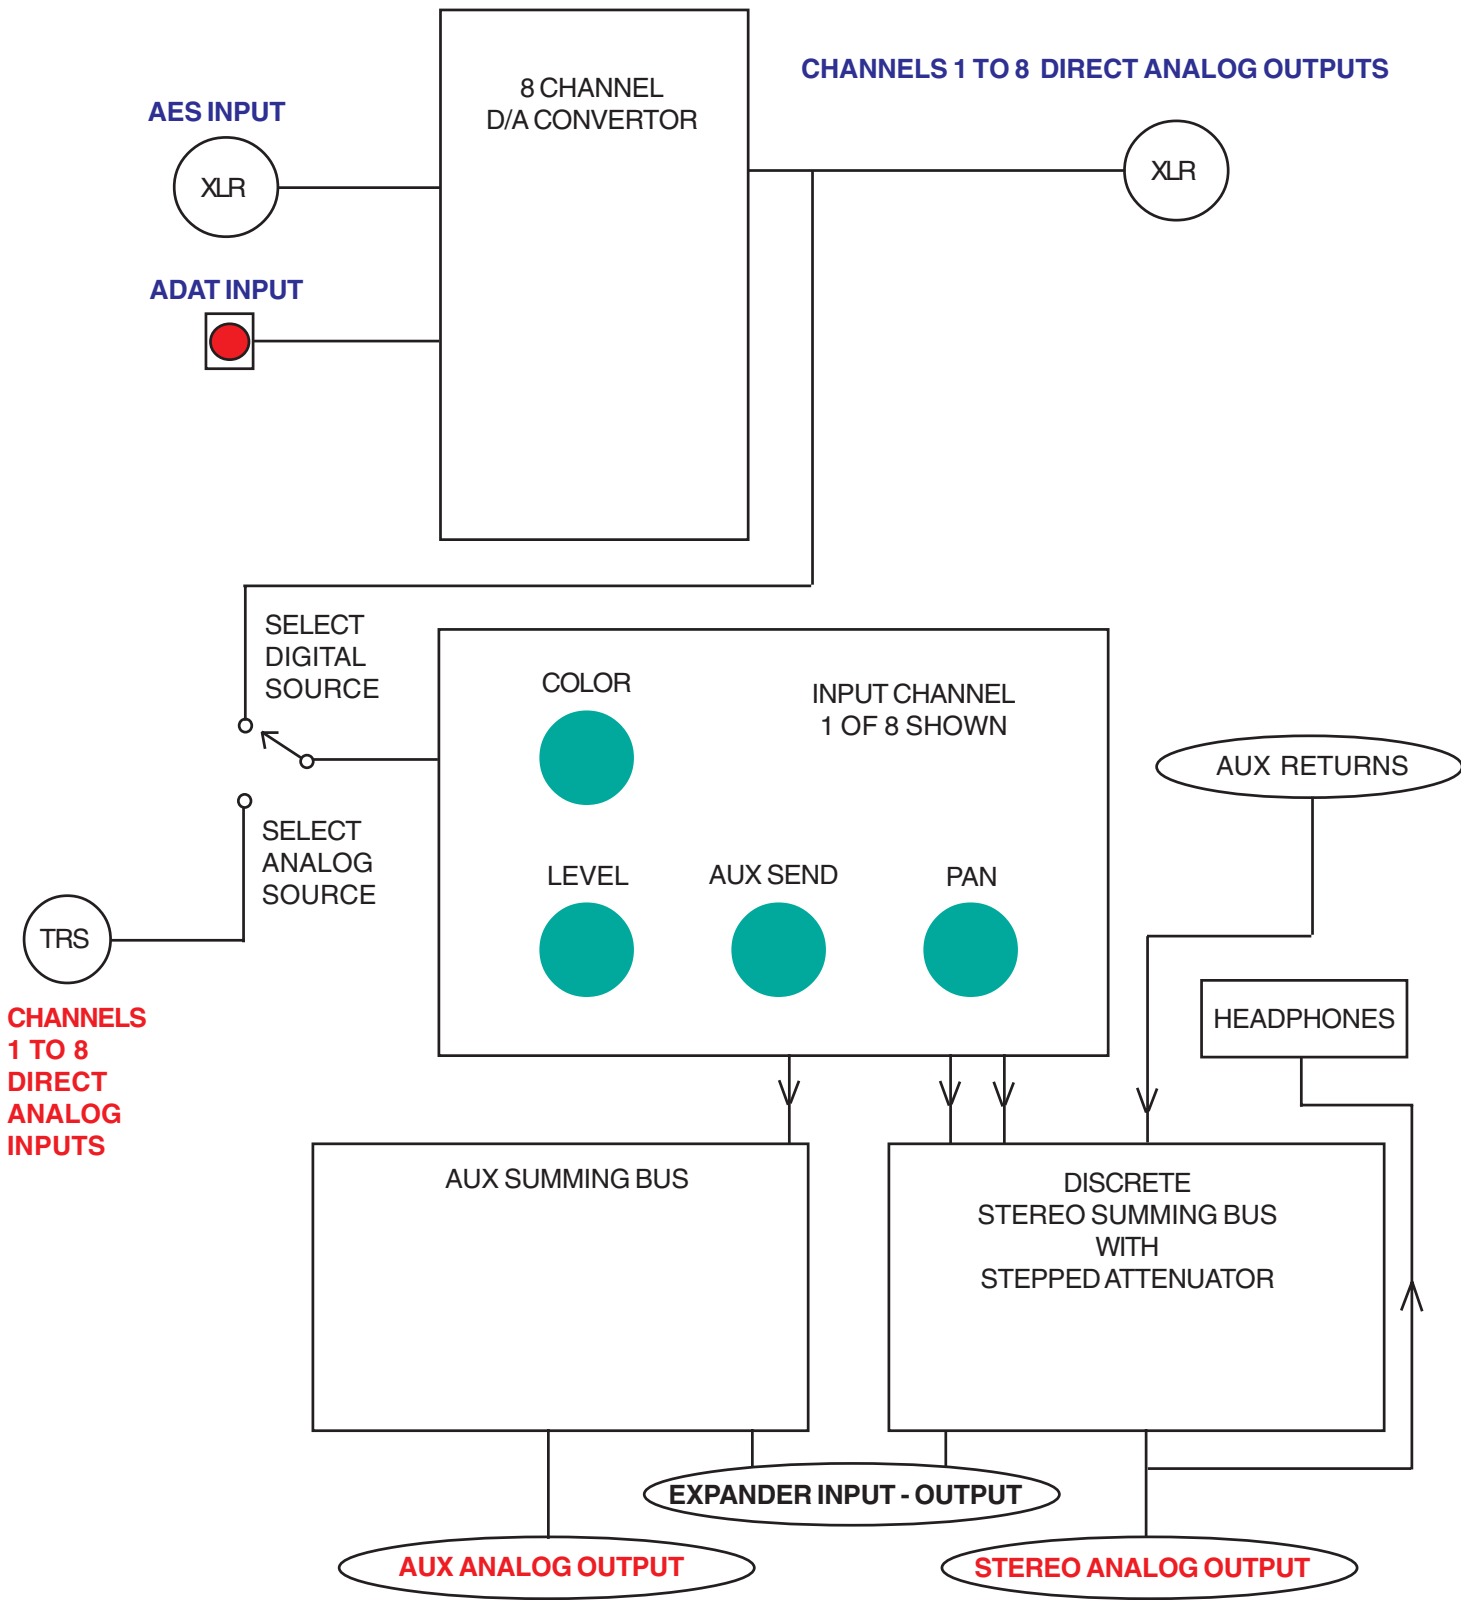 8 CHANNEL
D/A CONVERTOR
CHANNELS 1 TO 8 DIRECT ANALOG OUTPUTS
AES INPUT
XLR
XLR
ADAT INPUT
SELECT
DIGITAL
SOURCE
COLOR
INPUT CHANNEL
1 OF 8 SHOWN
AUX RETURNS
SELECT
ANALOG
SOURCE
LEVEL
AUX SEND
PAN
TRS
CHANNELS
1 TO 8
DIRECT
ANALOG
INPUTS
HEADPHONES
AUX SUMMING BUS
DISCRETE
STEREO SUMMING BUS
WITH
STEPPED ATTENUATOR
EXPANDER INPUT - OUTPUT
AUX ANALOG OUTPUT
STEREO ANALOG OUTPUT